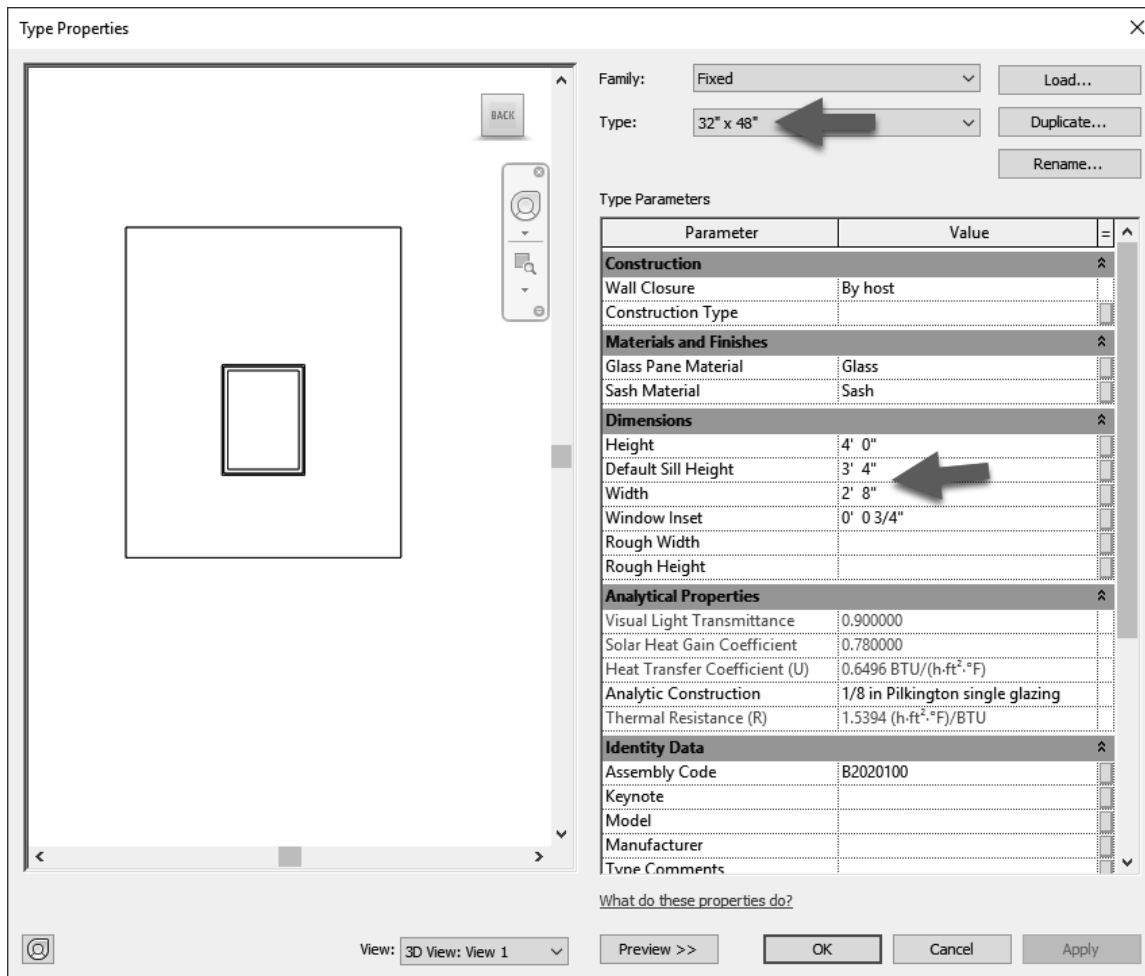 Type Properties
BACK
Family: Fixed Load...
Type: 32" x 48" Duplicate...
Rename...
Type Parameters
Parameter Value =
Construction
Wall Closure By host
Construction Type
Materials and Finishes
Glass Pane Material Glass
Sash Material Sash
Dimensions
Height 4' 0"
Default Sill Height 3' 4"
Width 2' 8"
Window Inset 0' 0 3/4"
Rough Width
Rough Height
Analytical Properties
Visual Light Transmittance 0.900000
Solar Heat Gain Coefficient 0.780000
Heat Transfer Coefficient (U) 0.6496 BTU/(h·ft²·°F)
Analytic Construction 1/8 in Pilkington single glazing
Thermal Resistance (R) 1.5394 (h·ft²·°F)/BTU
Identity Data
Assembly Code B2020100
Keynote
Model
Manufacturer
Type Comments
What do these properties do?
View: 3D View: View 1 Preview >> OK Cancel Apply